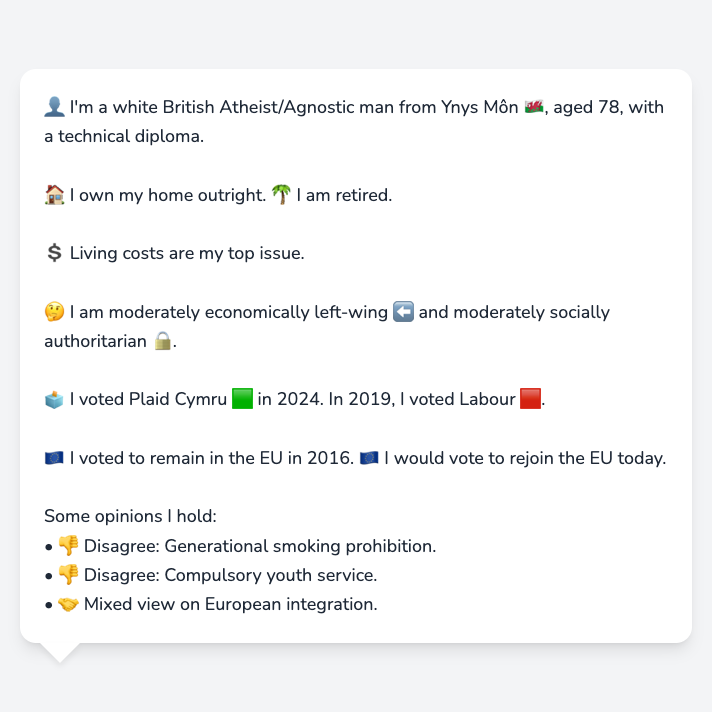 👤 I'm a white British Atheist/Agnostic man from Ynys Môn 🏴󠁧󠁢󠁷󠁬󠁳󠁿, aged 78, with
a technical diploma.
🏠 I own my home outright. 🌴 I am retired.
💲 Living costs are my top issue.
🤔 I am moderately economically left-wing ⬅️ and moderately socially
authoritarian 🔒.
🗳️ I voted Plaid Cymru 🟩 in 2024. In 2019, I voted Labour 🟥.
🇪🇺 I voted to remain in the EU in 2016. 🇪🇺 I would vote to rejoin the EU today.
Some opinions I hold:
• 👎 Disagree: Generational smoking prohibition.
• 👎 Disagree: Compulsory youth service.
• 🤝 Mixed view on European integration.